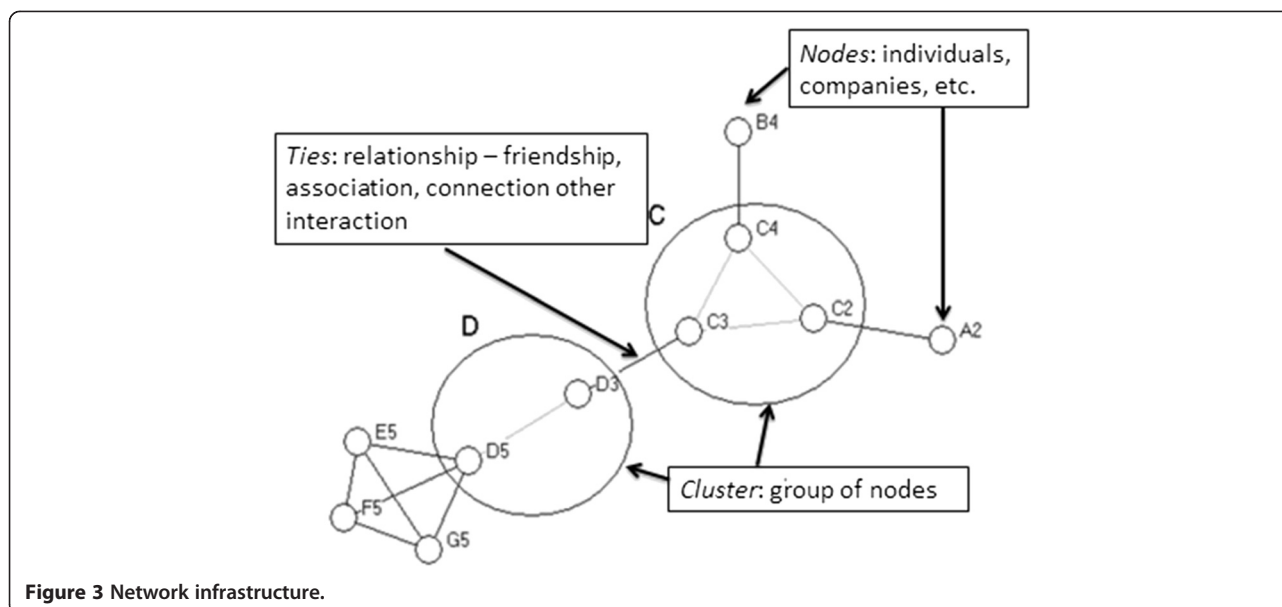 Nodes: individuals,
companies, etc.
B4
Ties: relationship – friendship,
association, connection other
interaction
C
C4
C2
C3
A2
D
D3
E5
D5
F5
G5
Cluster: group of nodes
Figure 3 Network infrastructure.